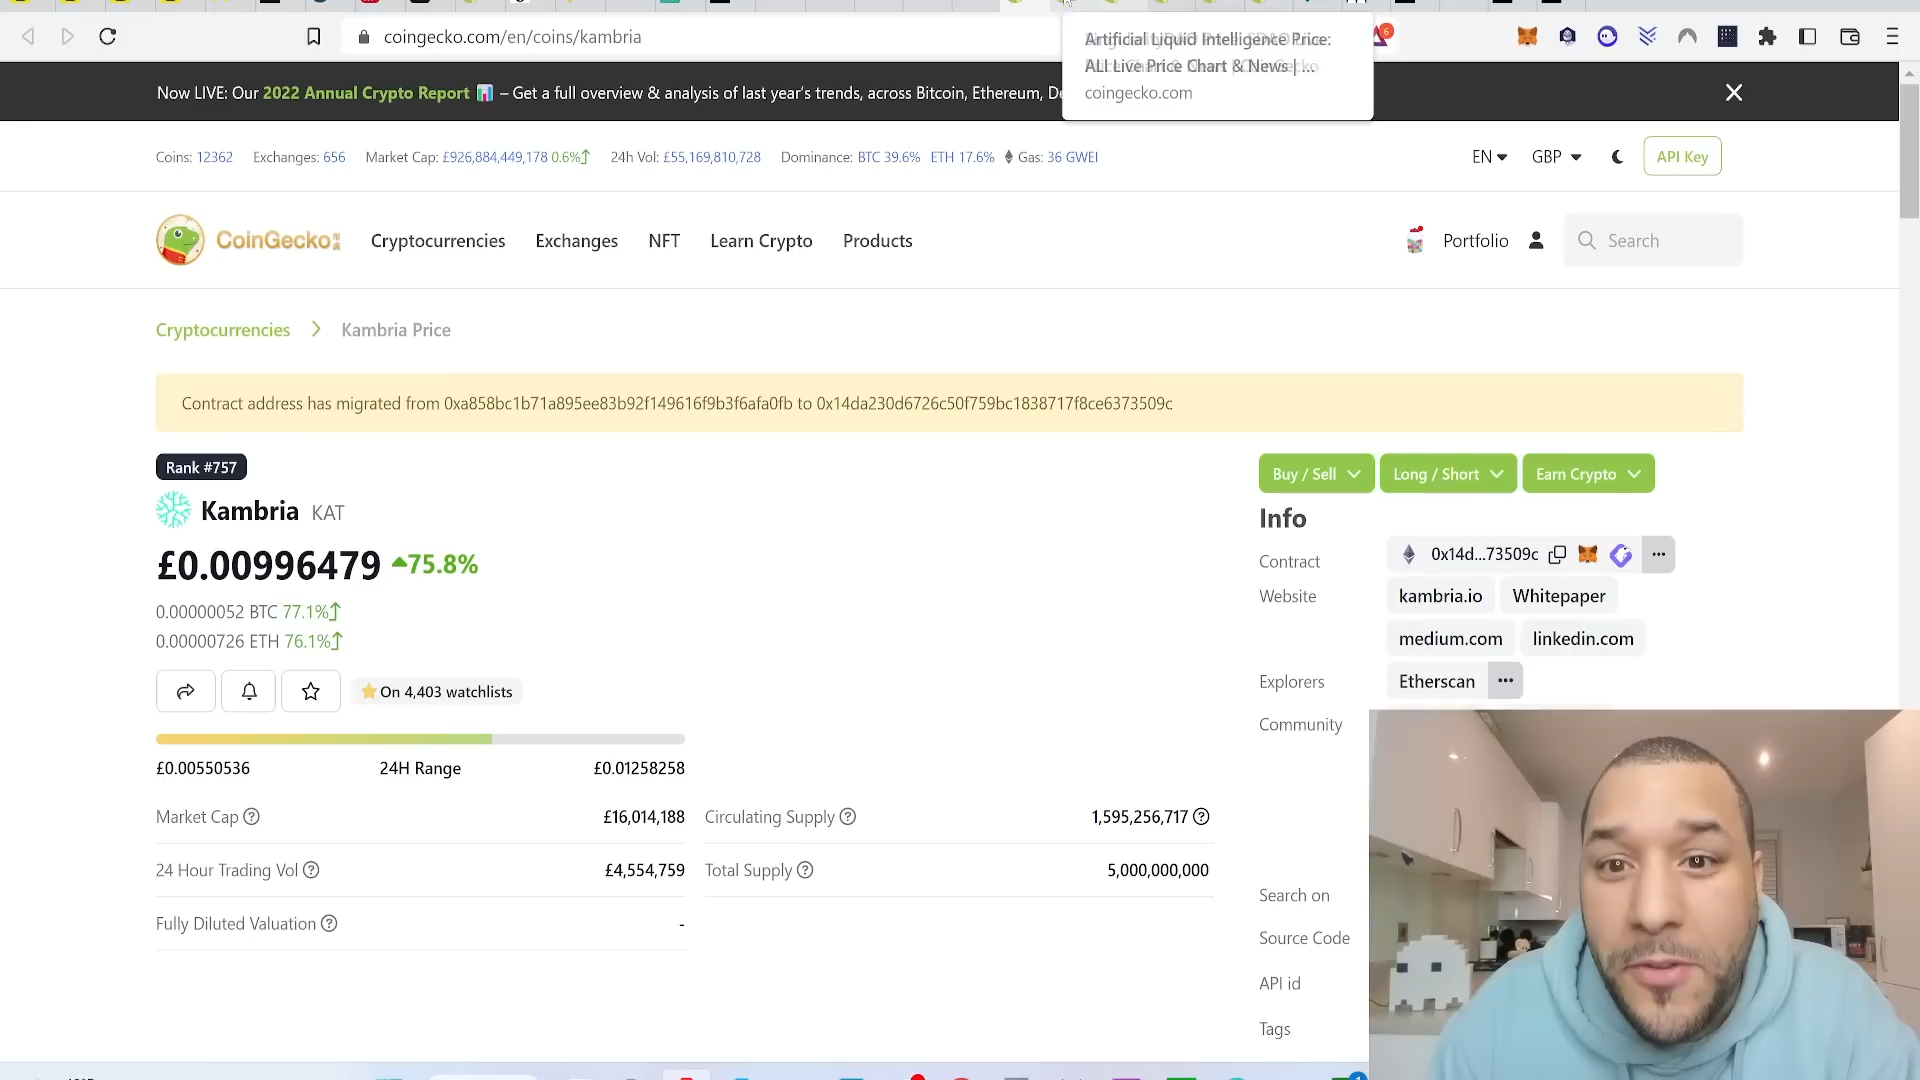 coingecko.com/en/coins/kambria
6
Artificial Liquid Intelligence Price:
ALI Live Price Chart & News |...
coingecko.com
Now LIVE: Our 2022 Annual Crypto Report – Get a full overview & analysis of last year's trends, across Bitcoin, Ethereum, De
Coins: 12362 Exchanges: 656 Market Cap: £926,884,449,178 0.6% 24h Vol: £55,169,810,728 Dominance: BTC 39.6% ETH 17.6% Gas: 36 GWEI
EN GBP API Key
CoinGecko Cryptocurrencies Exchanges NFT Learn Crypto Products Portfolio Search
Cryptocurrencies Kambria Price
Contract address has migrated from 0xa858bc1b71a895ee83b92f149616f9b3f6afa0fb to 0x14da230d6726c50f759bc1838717f8ce6373509c
Rank #757
Kambria KAT
£0.00996479 75.8%
0.00000052 BTC 77.1%
0.00000726 ETH 76.1%
On 4,403 watchlists
£0.00550536 24H Range £0.01258258
Market Cap £16,014,188 Circulating Supply 1,595,256,717
24 Hour Trading Vol £4,554,759 Total Supply 5,000,000,000
Fully Diluted Valuation -
Buy / Sell Long / Short Earn Crypto
Info
Contract 0x14d...73509c
Website kambria.io Whitepaper
medium.com linkedin.com
Explorers Etherscan
Community
Search on
Source Code
API id
Tags